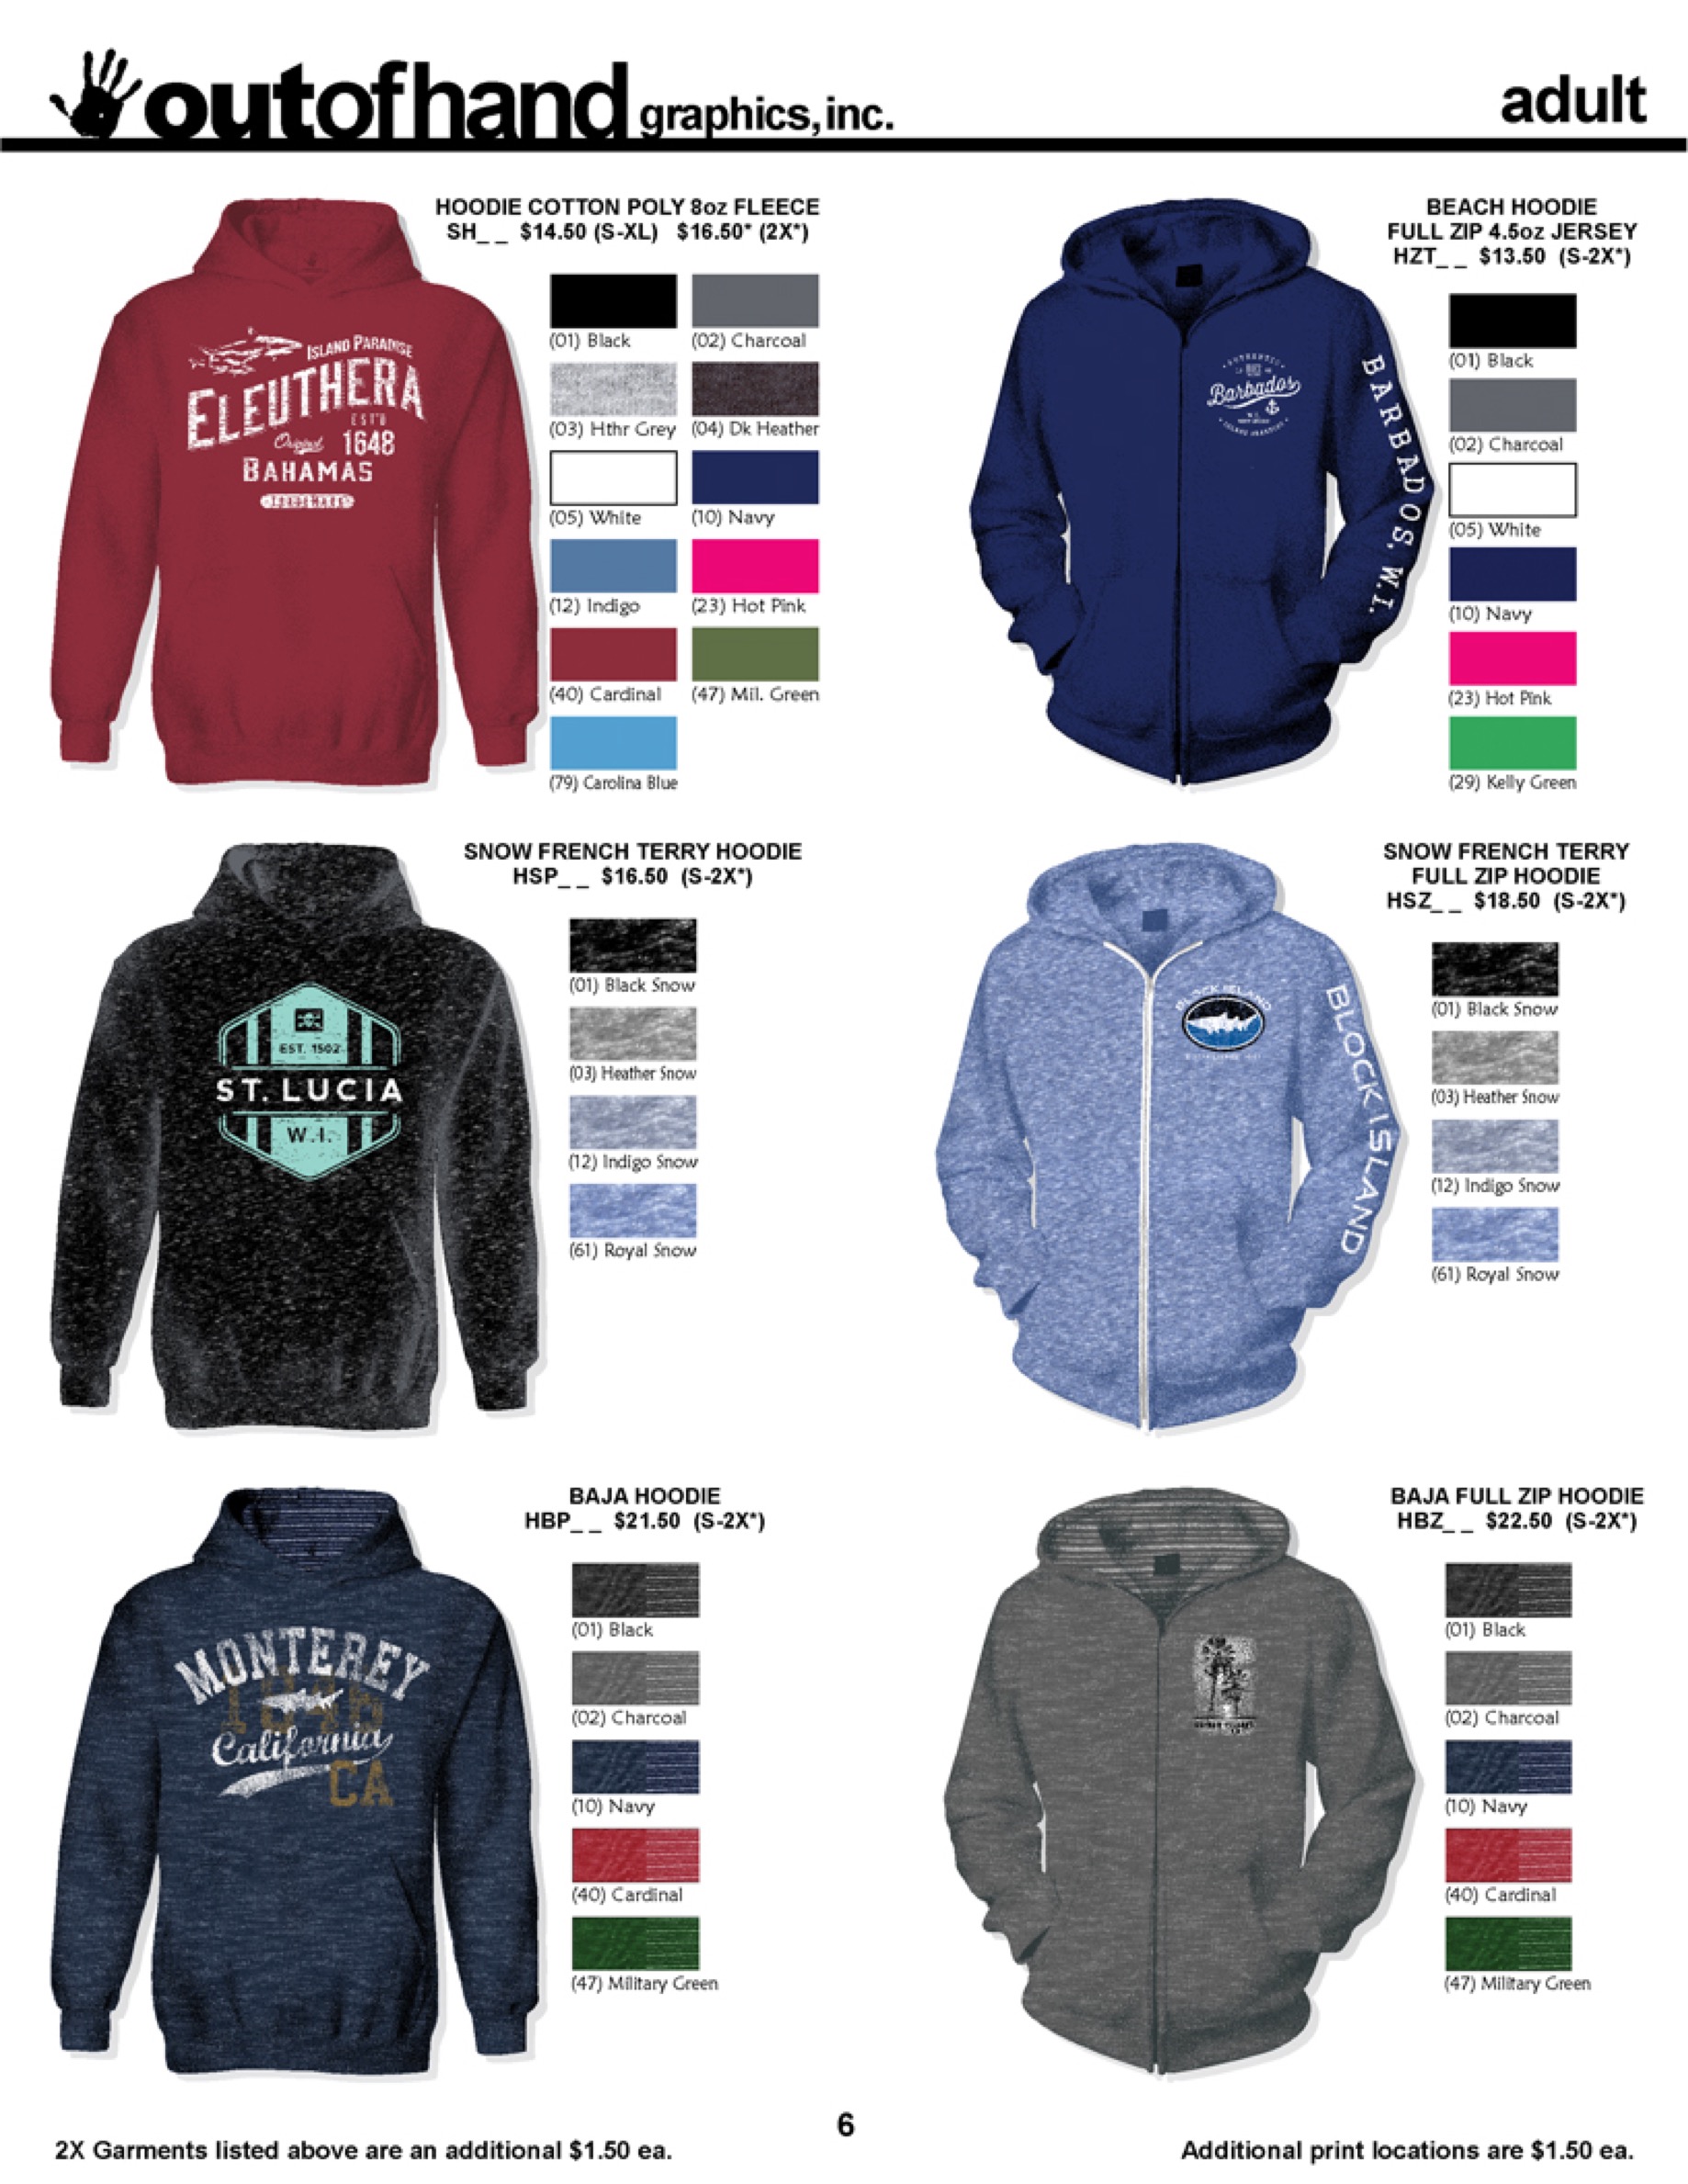 outofhand graphics, inc.
adult
HOODIE COTTON POLY 8oz FLEECE
SH_ _ $14.50 (S-XL) $16.50* (2X*)
(01) Black
(02) Charcoal
(03) Hthr Grey
(04) Dk Heather
(05) White
(10) Navy
(12) Indigo
(23) Hot Pink
(40) Cardinal
(47) Mil. Green
(79) Carolina Blue
ISLAND PARADISE
ELEUTHERA
EST'D
Original 1648
BAHAMAS
BEACH HOODIE
FULL ZIP 4.5oz JERSEY
HZT_ _ $13.50 (S-2X*)
(01) Black
(02) Charcoal
(05) White
(10) Navy
(23) Hot Pink
(29) Kelly Green
AUTHENTIC
Barbados
W.I.
ISLAND PARADISE
BARBADOS, W.I.
SNOW FRENCH TERRY HOODIE
HSP_ _ $16.50 (S-2X*)
(01) Black Snow
(03) Heather Snow
(12) Indigo Snow
(61) Royal Snow
EST. 1502
ST. LUCIA
W.I.
SNOW FRENCH TERRY
FULL ZIP HOODIE
HSZ_ _ $18.50 (S-2X*)
(01) Black Snow
(03) Heather Snow
(12) Indigo Snow
(61) Royal Snow
BLOCK ISLAND
BLOCK ISLAND
BAJA HOODIE
HBP_ _ $21.50 (S-2X*)
(01) Black
(02) Charcoal
(10) Navy
(40) Cardinal
(47) Military Green
MONTEREY
1846
California
CA
BAJA FULL ZIP HOODIE
HBZ_ _ $22.50 (S-2X*)
(01) Black
(02) Charcoal
(10) Navy
(40) Cardinal
(47) Military Green
6
2X Garments listed above are an additional $1.50 ea.
Additional print locations are $1.50 ea.